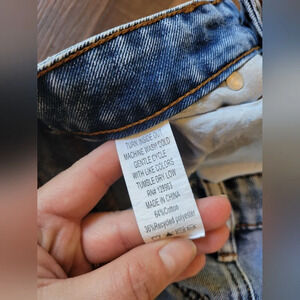 TURN INSIDE OUT
MACHINE WASH COLD
GENTLE CYCLE
WITH LIKE COLORS
TUMBLE DRY LOW
RN# 139963
MADE IN CHINA
64% Cotton
36% Recycled polyester